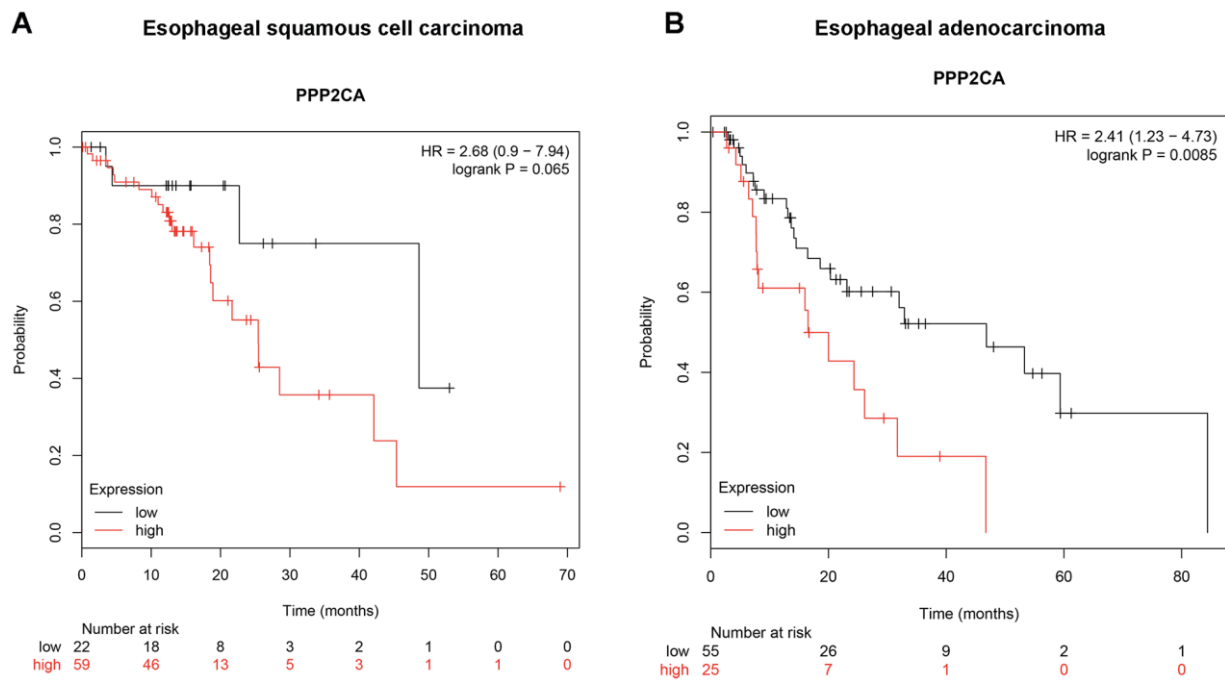 A
Esophageal squamous cell carcinoma
PPP2CA
HR = 2.68 (0.9 − 7.94)
logrank P = 0.065
Probability
1.0
0.8
0.6
0.4
0.2
0.0
Expression
low
high
0 10 20 30 40 50 60 70
Time (months)
Number at risk
low 22 18 8 3 2 1 0 0
high 59 46 13 5 3 1 1 0
B
Esophageal adenocarcinoma
PPP2CA
HR = 2.41 (1.23 − 4.73)
logrank P = 0.0085
Probability
1.0
0.8
0.6
0.4
0.2
0.0
Expression
low
high
0 20 40 60 80
Time (months)
Number at risk
low 55 26 9 2 1
high 25 7 1 0 0